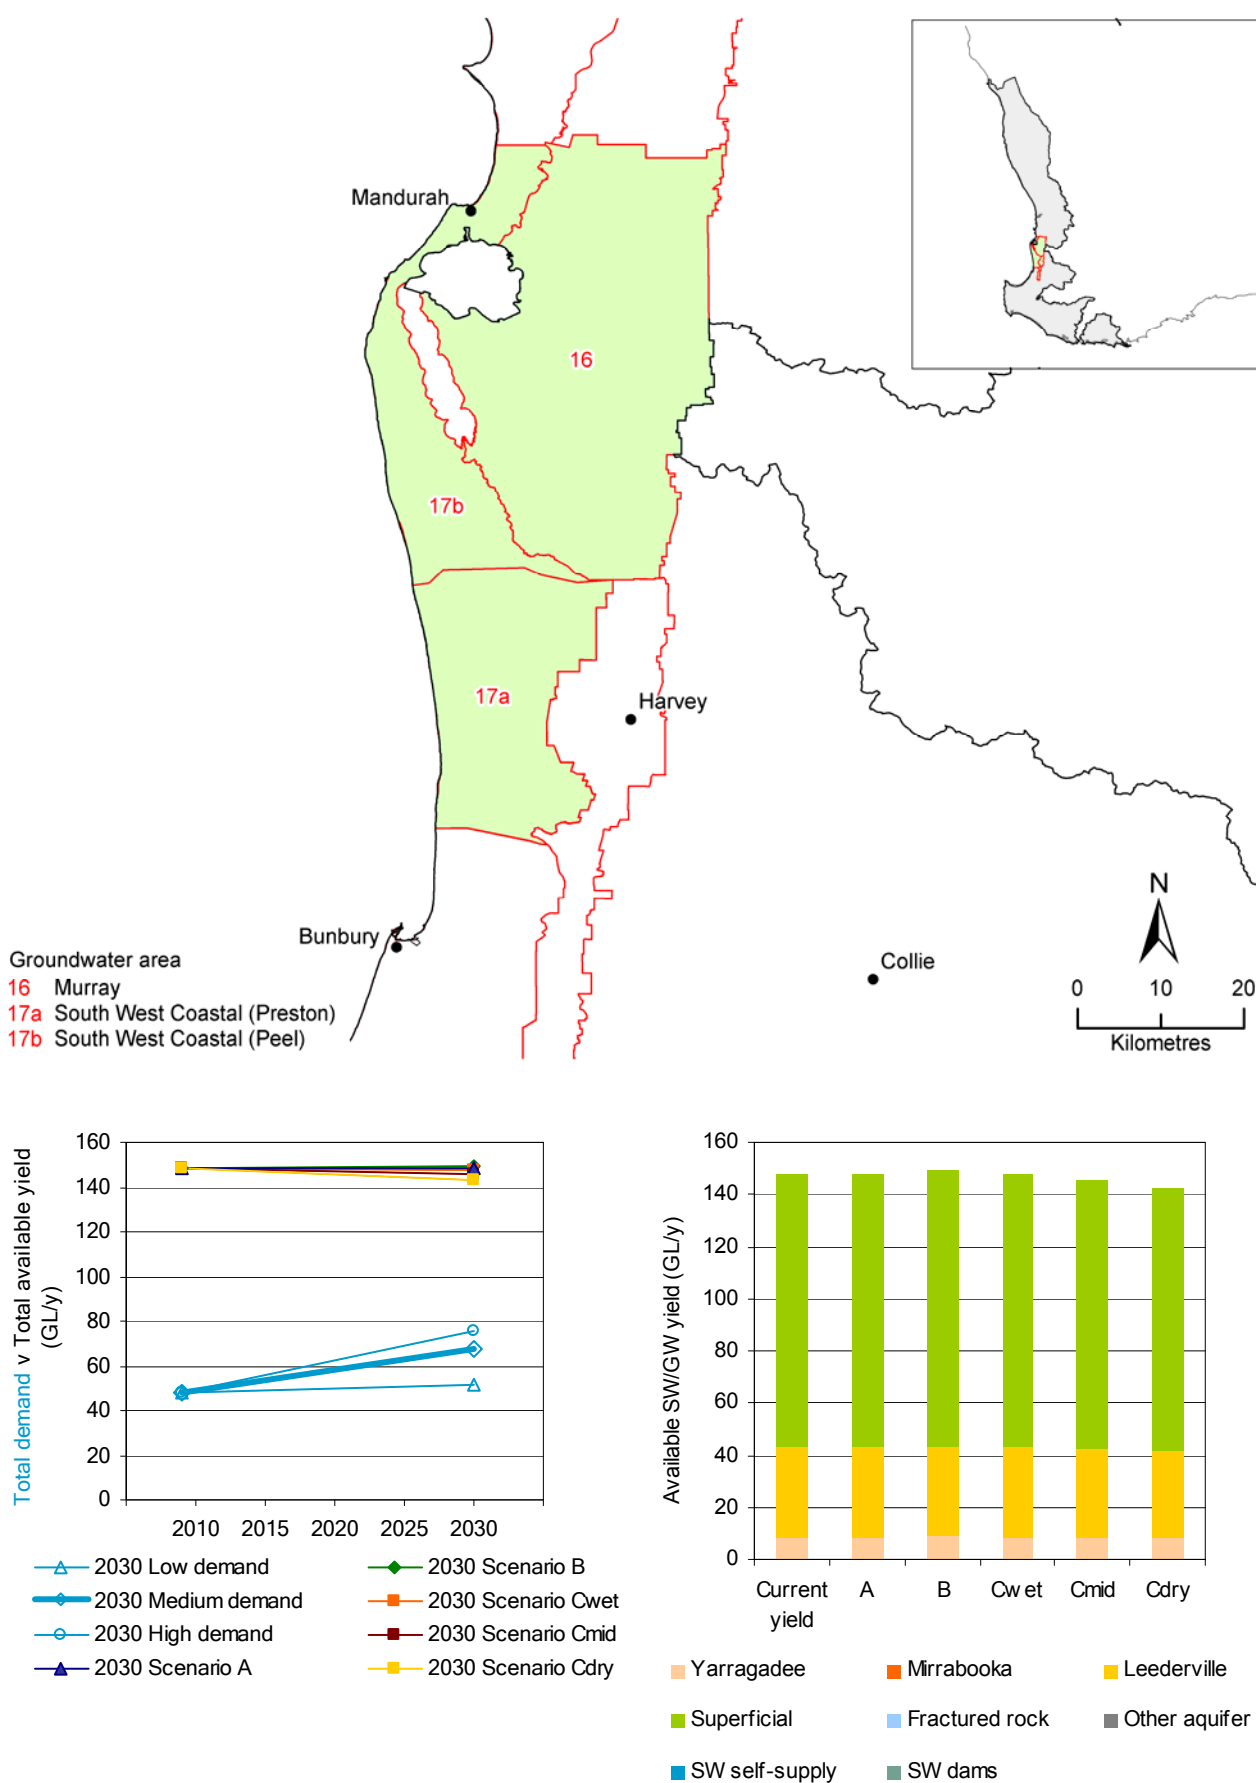 Mandurah
16
17b
17a
Harvey
Bunbury
Collie
N
0 10 20
Kilometres
Groundwater area
16 Murray
17a South West Coastal (Preston)
17b South West Coastal (Peel)
Total demand v Total available yield
(GL/y)
160
140
120
100
80
60
40
20
0
2010 2015 2020 2025 2030
2030 Low demand
2030 Medium demand
2030 High demand
2030 Scenario A
2030 Scenario B
2030 Scenario Cwet
2030 Scenario Cmid
2030 Scenario Cdry
Available SW/GW yield (GL/y)
160
140
120
100
80
60
40
20
0
Current yield A B Cwet Cmid Cdry
Yarragadee Mirrabooka Leederville
Superficial Fractured rock Other aquifer
SW self-supply SW dams